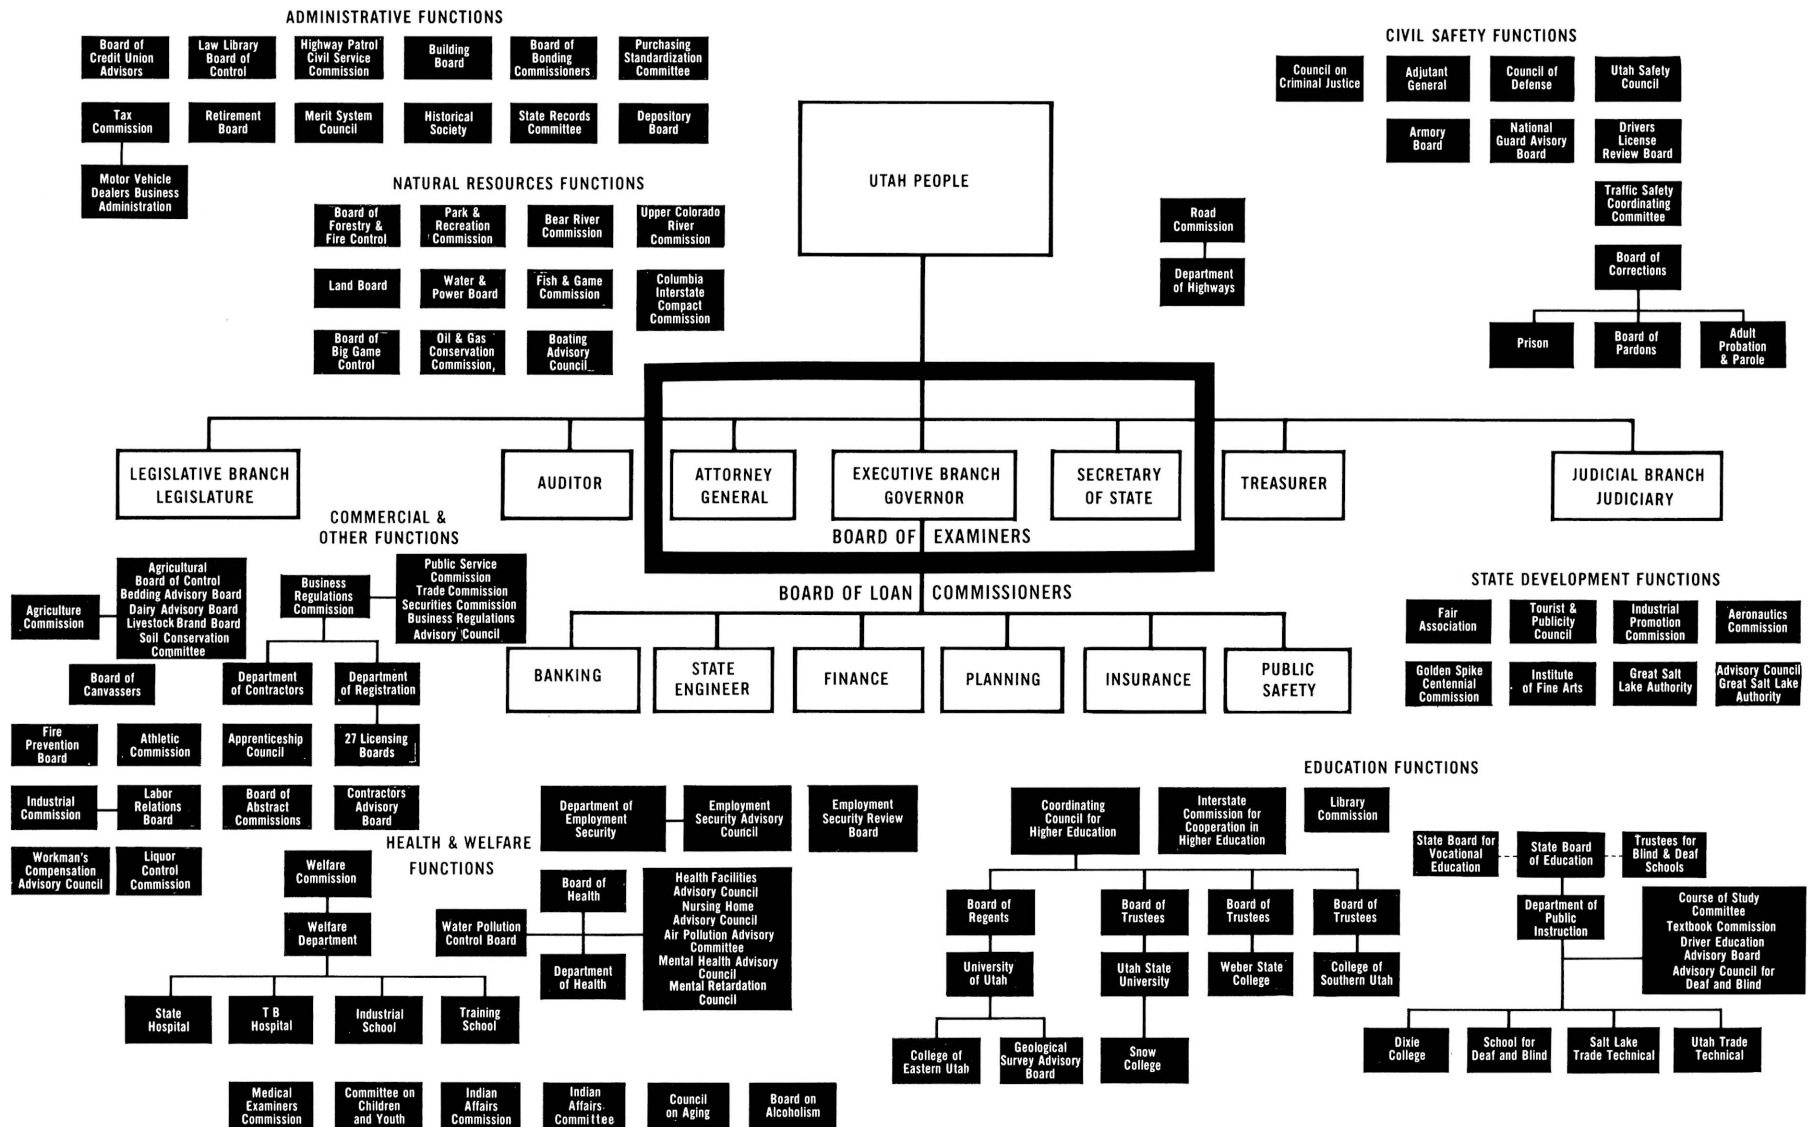 ADMINISTRATIVE FUNCTIONS
Board of
Credit Union
Advisors
Law Library
Board of
Control
Highway Patrol
Civil Service
Commission
Building
Board
Board of
Bonding
Commissioners
Purchasing
Standardization
Committee
Tax
Commission
Retirement
Board
Merit System
Council
Historical
Society
State Records
Committee
Depository
Board
Motor Vehicle
Dealers Business
Administration
NATURAL RESOURCES FUNCTIONS
Board of
Forestry &
Fire Control
Park &
Recreation
Commission
Bear River
Commission
Upper Colorado
River
Commission
Land Board
Water &
Power Board
Fish & Game
Commission
Columbia
Interstate
Compact
Commission
Board of
Big Game
Control
Oil & Gas
Conservation
Commission,
Boating
Advisory
Council
UTAH PEOPLE
CIVIL SAFETY FUNCTIONS
Council on
Criminal Justice
Adjutant
General
Council of
Defense
Utah Safety
Council
Armory
Board
National
Guard Avisory
Board
Drivers
License
Review Board
Traffic Safety
Coordinating
Committee
Road
Commission
Department
of Highways
Board of
Corrections
Prison
Board of
Pardons
Adult
Probation
& Parole
LEGISLATIVE BRANCH
LEGISLATURE
AUDITOR
ATTORNEY
GENERAL
EXECUTIVE BRANCH
GOVERNOR
SECRETARY
OF STATE
TREASURER
JUDICIAL BRANCH
JUDICIARY
BOARD OF EXAMINERS
BOARD OF LOAN COMMISSIONERS
BANKING
STATE
ENGINEER
FINANCE
PLANNING
INSURANCE
PUBLIC
SAFETY
COMMERCIAL &
OTHER FUNCTIONS
Agriculture
Commission
Agricultural
Board of Control
Bedding Advisory Board
Dairy Advisory Board
Livestock Brand Board
Soil Conservation
Committee
Business
Regulations
Commission
Public Service
Commission
Trade Commission
Securities Commission
Business Regulations
Advisory Council
Board of
Canvassers
Department
of Contractors
Department
of Registration
Fire
Prevention
Board
Athletic
Commission
Apprenticeship
Council
27 Licensing
Boards
Industrial
Commission
Labor
Relations
Board
Board of
Abstract
Commissions
Contractors
Advisory
Board
Workman's
Compensation
Advisory Council
Liquor
Control
Commission
STATE DEVELOPMENT FUNCTIONS
Fair
Association
Tourist &
Publicity
Council
Industrial
Promotion
Commission
Aeronautics
Commission
Golden Spike
Centennial
Commission
Institute
of Fine Arts
Great Salt
Lake Authority
Advisory Council
Great Salt Lake
Authority
HEALTH & WELFARE
FUNCTIONS
Department of
Employment
Security
Employment
Security Advisory
Council
Employment
Security Review
Board
Welfare
Commission
Welfare
Department
Board of
Health
Water Pollution
Control Board
Department
of Health
Health Facilities
Advisory Council
Nursing Home
Advisory Council
Air Pollution Advisory
Committee
Mental Health Advisory
Council
Mental Retardation
Council
State
Hospital
T B
Hospital
Industrial
School
Training
School
Medical
Examiners
Commission
Committee on
Children
and Youth
Indian
Affairs
Commission
Indian
Affairs
Committee
Council
on Aging
Board on
Alcoholism
EDUCATION FUNCTIONS
Coordinating
Council for
Higher Education
Interstate
Commission for
Cooperation in
Higher Education
Library
Commission
State Board for
Vocational
Education
State Board
of Education
Trustees for
Blind & Deaf
Schools
Board of
Regents
Board of
Trustees
Board of
Trustees
Board of
Trustees
Department of
Public
Instruction
Course of Study
Committee
Textbook Commission
Driver Education
Advisory Board
Advisory Council for
Deaf and Blind
University
of Utah
Utah State
University
Weber State
College
College of
Southern Utah
College of
Eastern Utah
Geological
Survey Advisory
Board
Snow
College
Dixie
College
School for
Deaf and Blind
Salt Lake
Trade Technical
Utah Trade
Technical